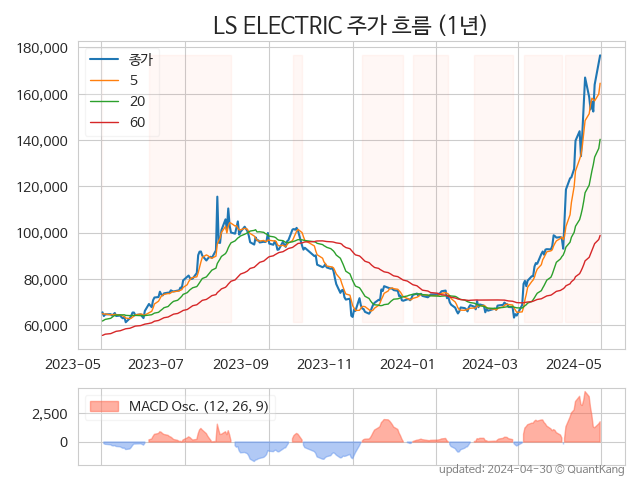 LS ELECTRIC 주가 흐름 (1년)
180,000
160,000
140,000
120,000
100,000
80,000
60,000
종가
5
20
60
2023-05 2023-07 2023-09 2023-11 2024-01 2024-03 2024-05
2,500
0
MACD Osc. (12, 26, 9)
updated: 2024-04-30 © QuantKang